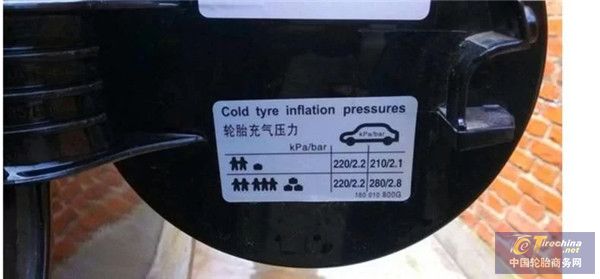 Cold tyre inflation pressures
轮胎充气压力
kPa/bar
kPa/bar
220/2.2 210/2.1
220/2.2 280/2.8
180 010 800G
Tirechina.net
中国轮胎商务网